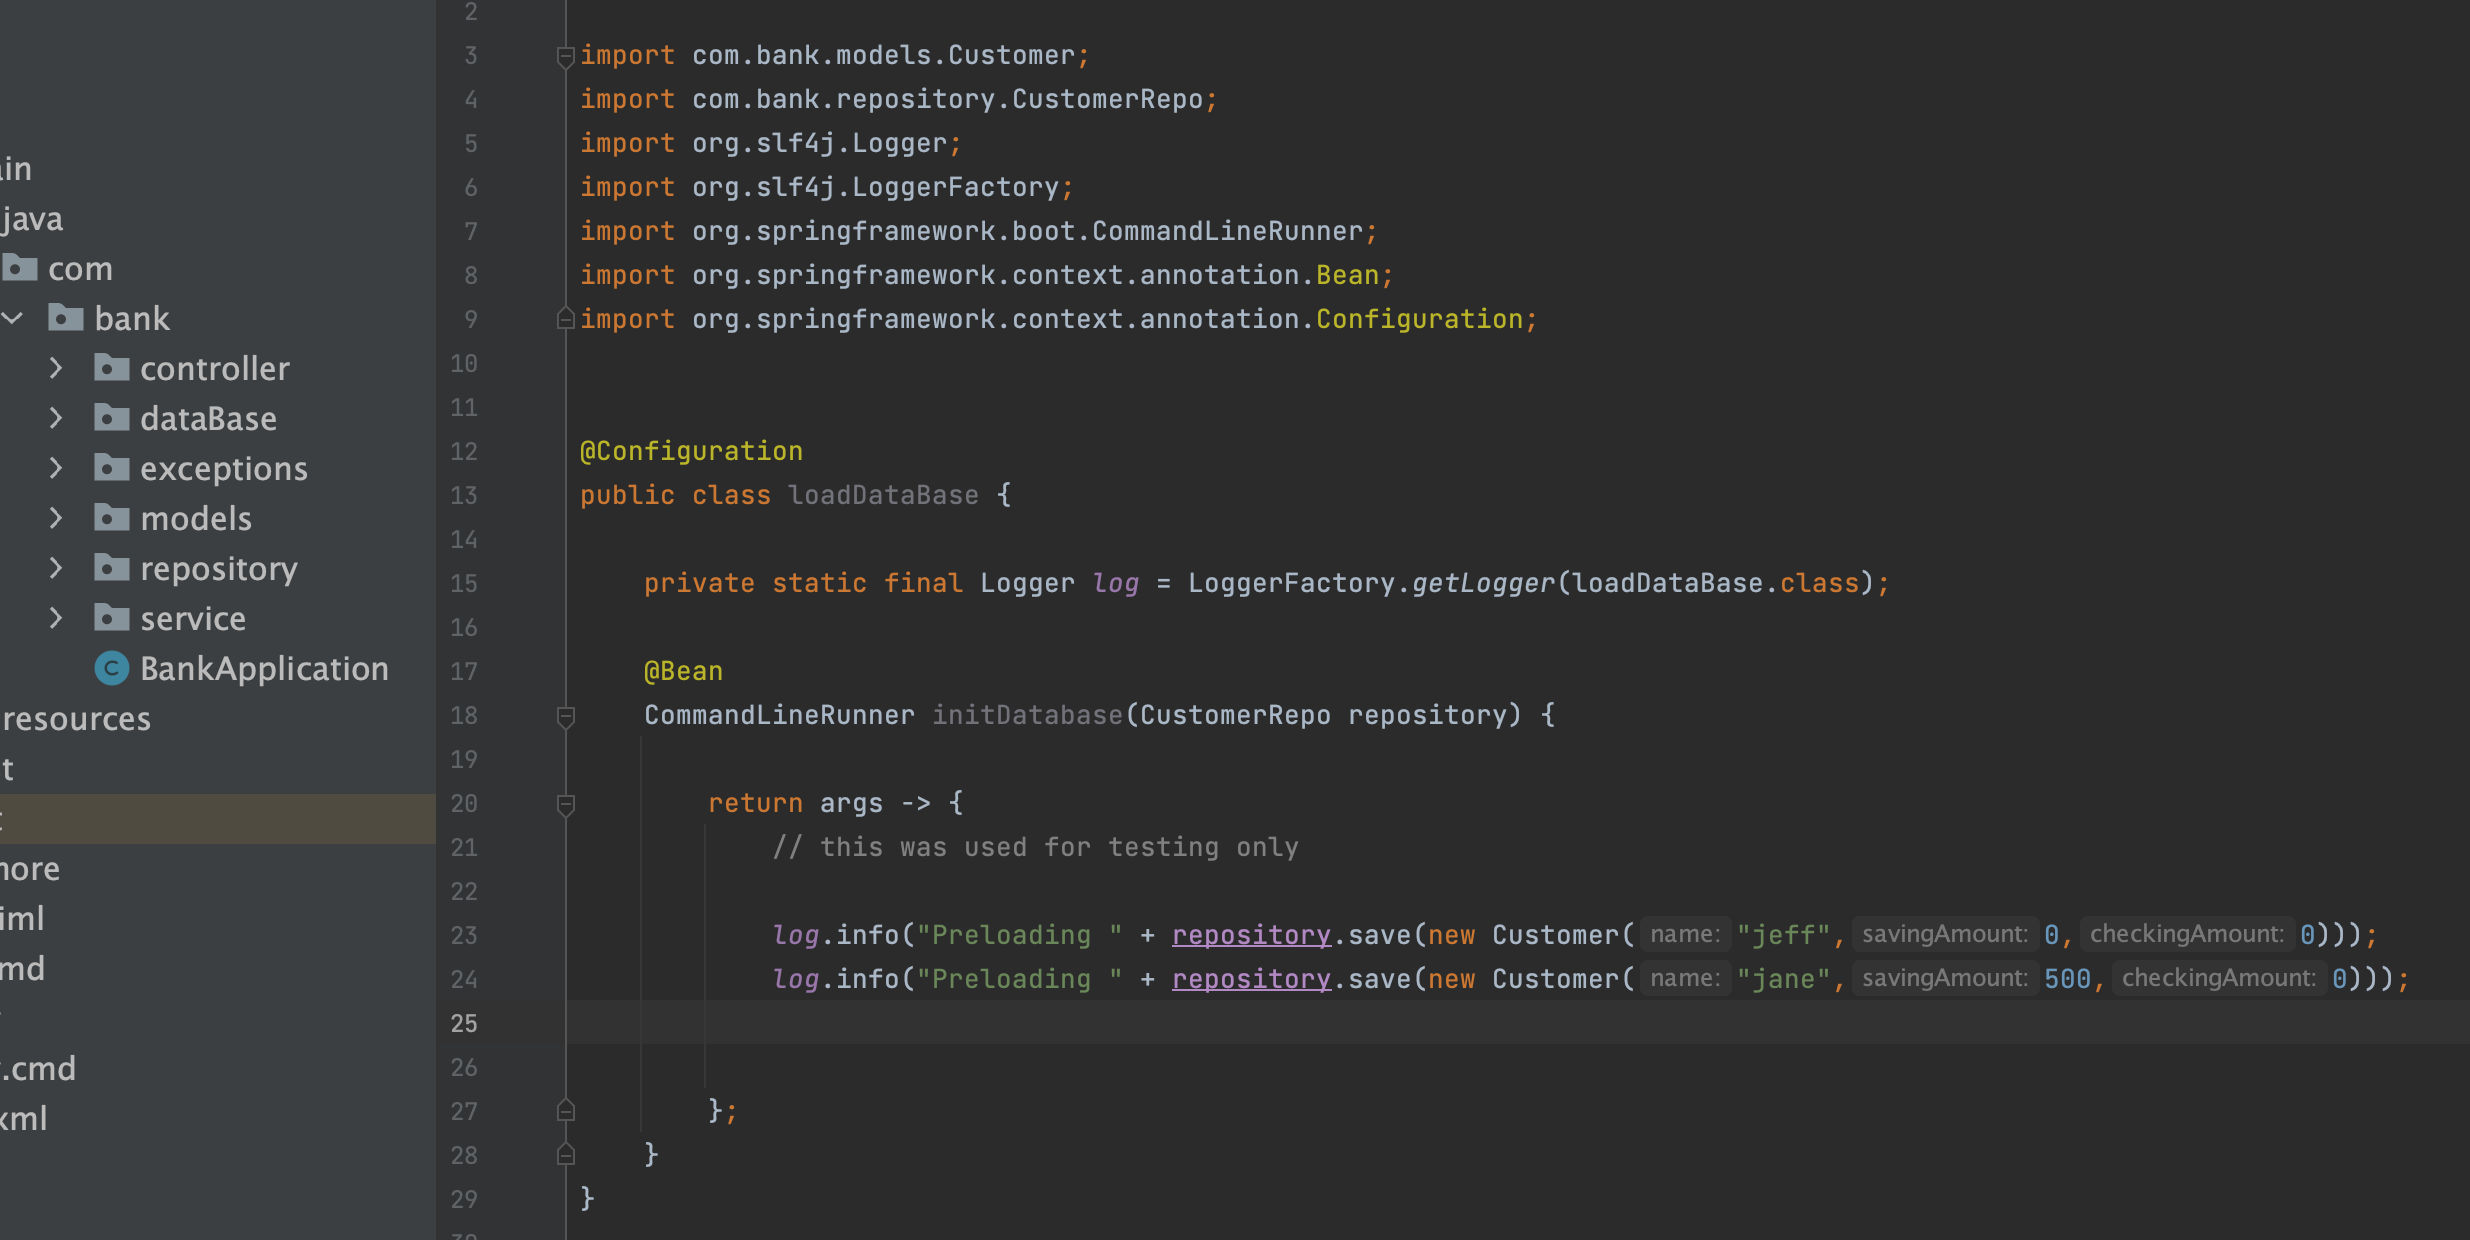 in
java
com
bank
controller
dataBase
exceptions
models
repository
service
BankApplication
resources
t
ore
iml
md
.cmd
xml
2
3 import com.bank.models.Customer;
4 import com.bank.repository.CustomerRepo;
5 import org.slf4j.Logger;
6 import org.slf4j.LoggerFactory;
7 import org.springframework.boot.CommandLineRunner;
8 import org.springframework.context.annotation.Bean;
9 import org.springframework.context.annotation.Configuration;
10
11
12 @Configuration
13 public class loadDataBase {
14
15 private static final Logger log = LoggerFactory.getLogger(loadDataBase.class);
16
17 @Bean
18 CommandLineRunner initDatabase(CustomerRepo repository) {
19
20 return args -> {
21 // this was used for testing only
22
23 log.info("Preloading " + repository.save(new Customer( name: "jeff", savingAmount: 0, checkingAmount: 0)));
24 log.info("Preloading " + repository.save(new Customer( name: "jane", savingAmount: 500, checkingAmount: 0)));
25
26
27 };
28 }
29 }
30